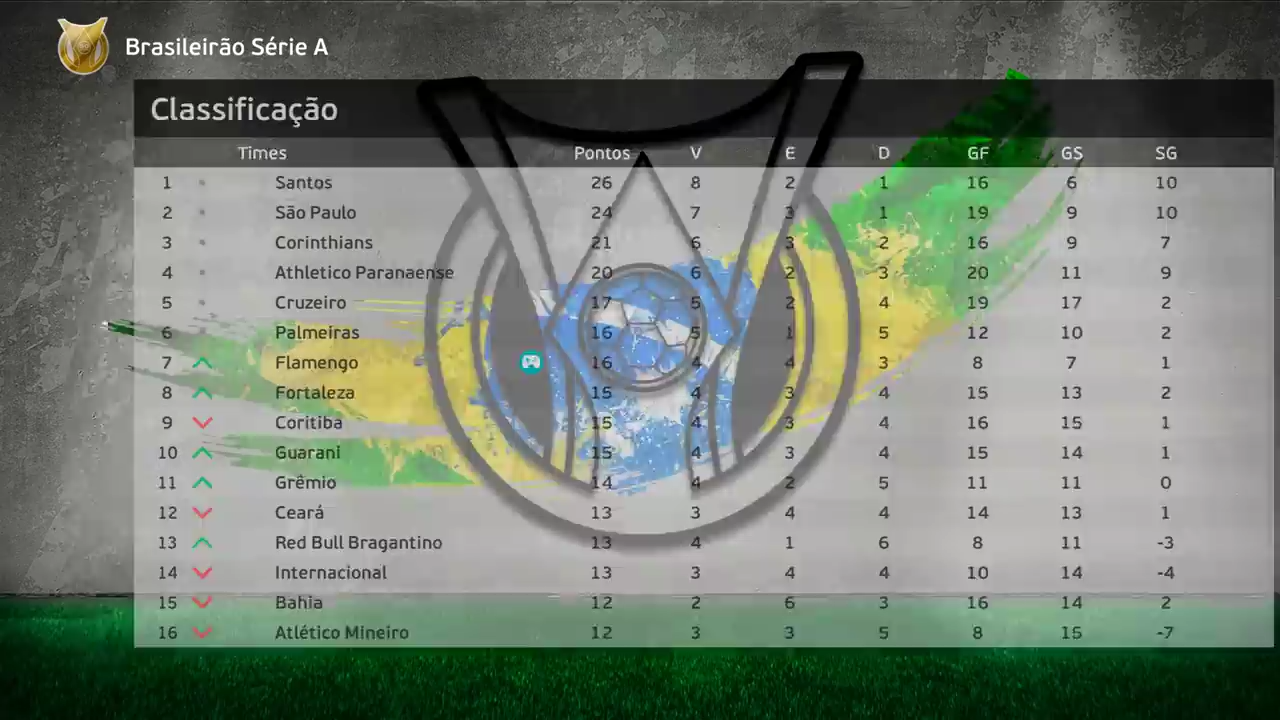 Brasileirão Série A
Classificação
Times Pontos V E D GF GS SG
1 Santos 26 8 2 1 16 6 10
2 São Paulo 24 7 3 1 19 9 10
3 Corinthians 21 6 3 2 16 9 7
4 Athletico Paranaense 20 6 2 3 20 11 9
5 Cruzeiro 17 5 2 4 19 17 2
6 Palmeiras 16 5 1 5 12 10 2
7 Flamengo 16 4 4 3 8 7 1
8 Fortaleza 15 4 3 4 15 13 2
9 Coritiba 15 4 3 4 16 15 1
10 Guarani 15 4 3 4 15 14 1
11 Grêmio 14 4 2 5 11 11 0
12 Ceará 13 3 4 4 14 13 1
13 Red Bull Bragantino 13 4 1 6 8 11 -3
14 Internacional 13 3 4 4 10 14 -4
15 Bahia 12 2 6 3 16 14 2
16 Atlético Mineiro 12 3 3 5 8 15 -7